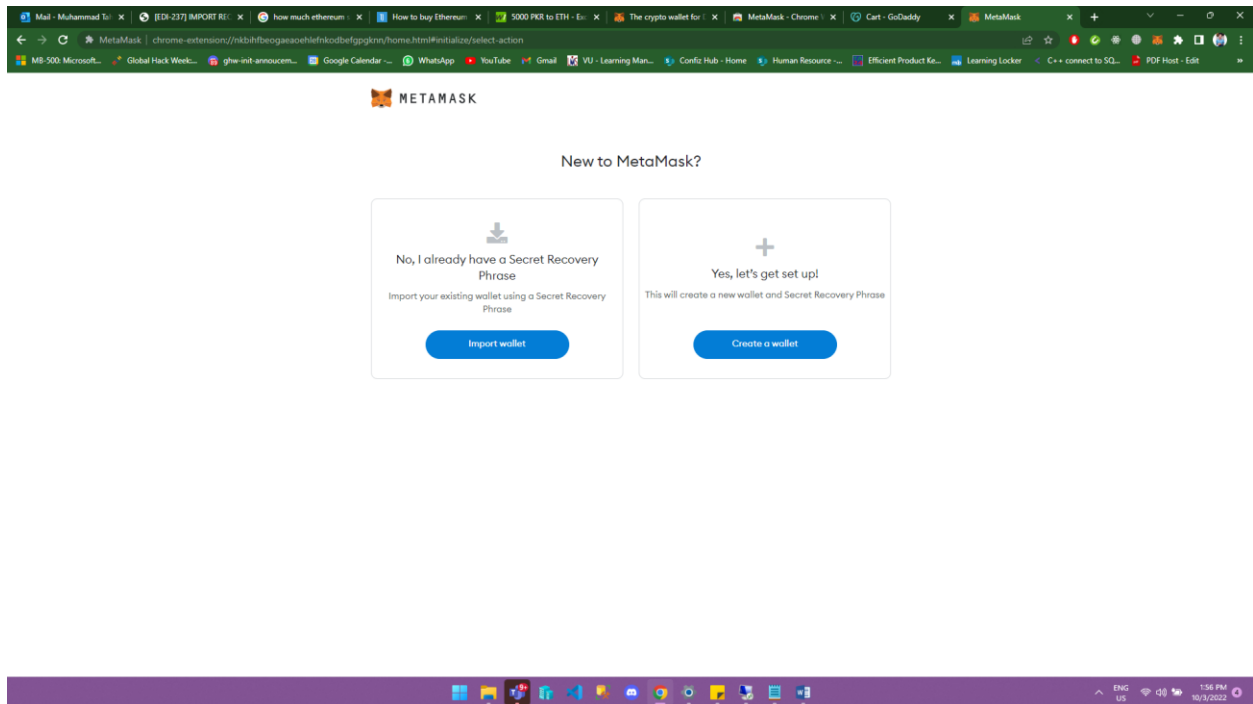 Mail - Muhammad Tal
[EDI-237] IMPORT REC
how much ethereum
How to buy Ethereum
5000 PKR to ETH - Exc
The crypto wallet for
MetaMask - Chrome
Cart - GoDaddy
MetaMask
MetaMask | chrome-extension://nkbihfbeogaeaoehlefnkodbefgpgknn/home.html#initialize/select-action
MB-500: Microsoft...
Global Hack Week:...
ghw-init-annoucem...
Google Calendar -...
WhatsApp
YouTube
Gmail
VU - Learning Man...
Confiz Hub - Home
Human Resource -...
Efficient Product Ke...
Learning Locker
C++ connect to SQ...
PDF Host - Edit
METAMASK
New to MetaMask?
No, I already have a Secret Recovery
Phrase
Import your existing wallet using a Secret Recovery
Phrase
Import wallet
Yes, let's get set up!
This will create a new wallet and Secret Recovery Phrase
Create a wallet
ENG
US
1:56 PM
10/3/2022